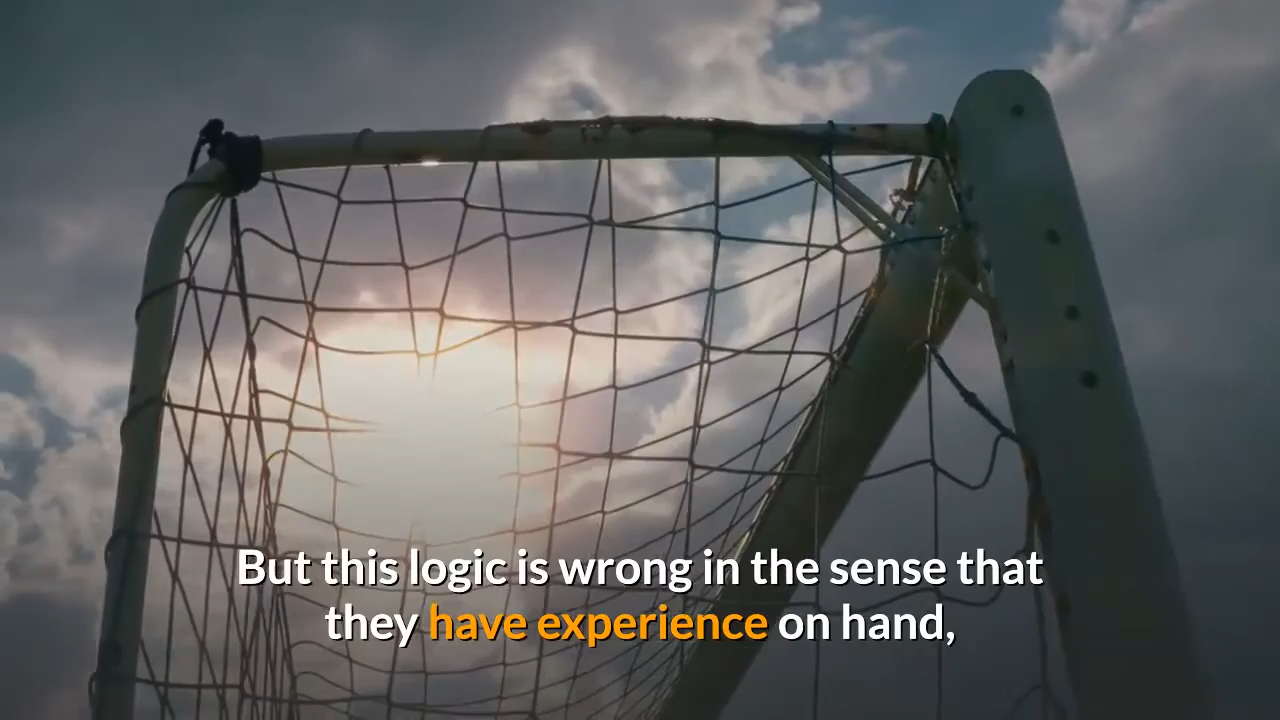 But this logic is wrong in the sense that
they have experience on hand,